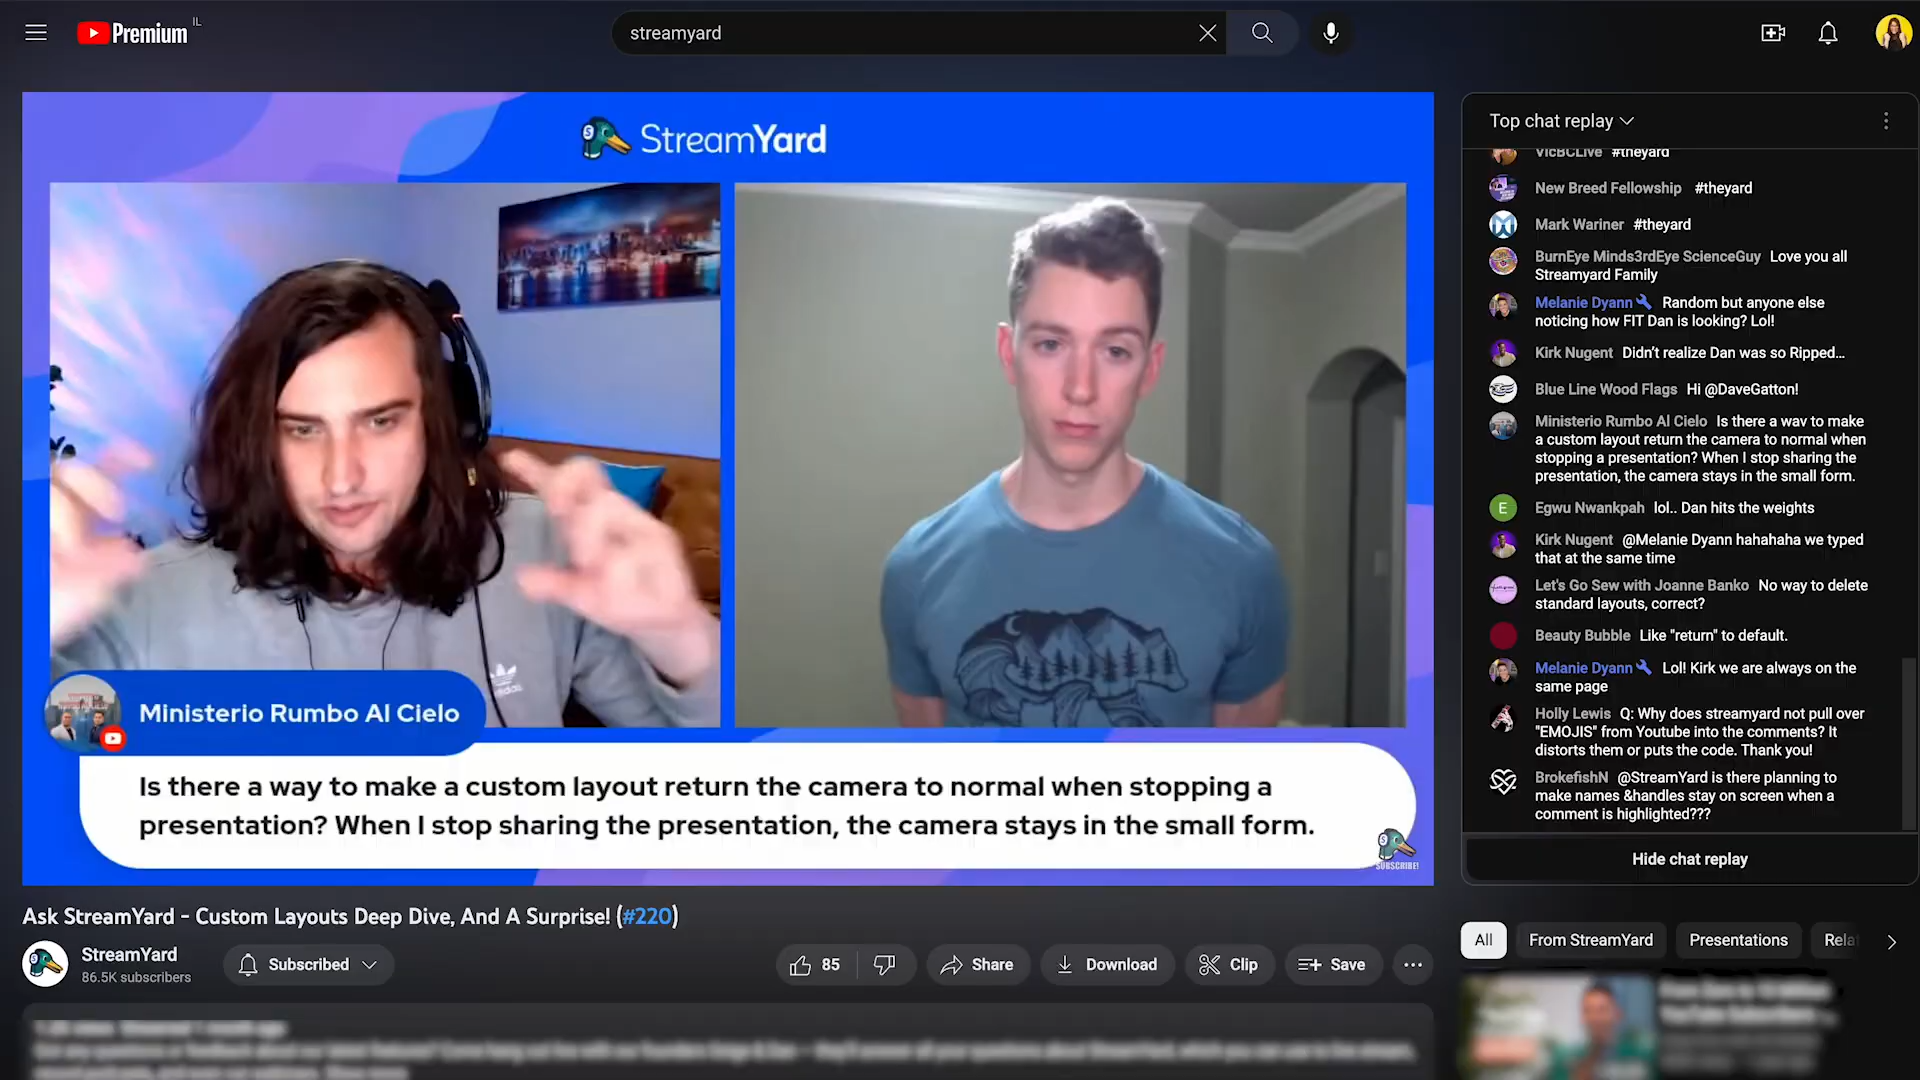 Premium
IL
streamyard
StreamYard
adidas
Ministerio Rumbo Al Cielo
Is there a way to make a custom layout return the camera to normal when stopping a
presentation? When I stop sharing the presentation, the camera stays in the small form.
SUBSCRIBE!
Ask StreamYard - Custom Layouts Deep Dive, And A Surprise! (#220)
StreamYard
86.5K subscribers
Subscribed
85
Share
Download
Clip
Save
Top chat replay
VicBCLive #theyard
New Breed Fellowship #theyard
Mark Wariner #theyard
BurnEye Minds3rdEye ScienceGuy Love you all
Streamyard Family
Melanie Dyann Random but anyone else
noticing how FIT Dan is looking? Lol!
Kirk Nugent Didn't realize Dan was so Ripped...
Blue Line Wood Flags Hi @DaveGatton!
Ministerio Rumbo Al Cielo Is there a wav to make
a custom layout return the camera to normal when
stopping a presentation? When I stop sharing the
presentation, the camera stays in the small form.
E
Egwu Nwankpah lol.. Dan hits the weights
Kirk Nugent @Melanie Dyann hahahaha we typed
that at the same time
Let's Go Sew with Joanne Banko No way to delete
standard layouts, correct?
Beauty Bubble Like "return" to default.
Melanie Dyann Lol! Kirk we are always on the
same page
Holly Lewis Q: Why does streamyard not pull over
"EMOJIS" from Youtube into the comments? It
distorts them or puts the code. Thank you!
BrokefishN @StreamYard is there planning to
make names &handles stay on screen when a
comment is highlighted???
Hide chat replay
All
From StreamYard
Presentations
Rela